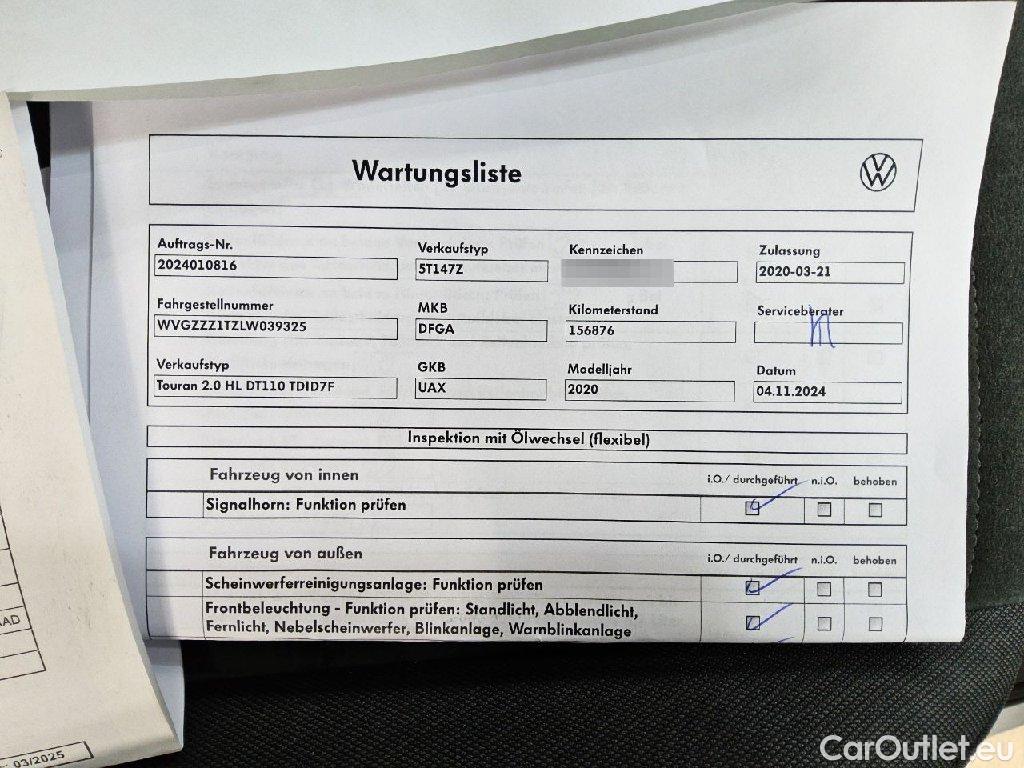 Wartungsliste
Auftrags-Nr. Verkaufstyp Kennzeichen Zulassung
2024010816 5T147Z 2020-03-21
Fahrgestellnummer MKB Kilometerstand Serviceberater
WVGZZZ1TZLW039325 DFGA 156876
Verkaufstyp GKB Modelljahr Datum
Touran 2.0 HL DT110 TDID7F UAX 2020 04.11.2024
Inspektion mit Ölwechsel (flexibel)
Fahrzeug von innen i.O./ durchgeführt n.i.O. behoben
Signalhorn: Funktion prüfen
Fahrzeug von außen i.O./ durchgeführt n.i.O. behoben
Scheinwerferreinigungsanlage: Funktion prüfen
Frontbeleuchtung - Funktion prüfen: Standlicht, Abblendlicht,
Fernlicht, Nebelscheinwerfer, Blinkanlage, Warnblinkanlage
AAD
03/2025
CarOutlet.eu